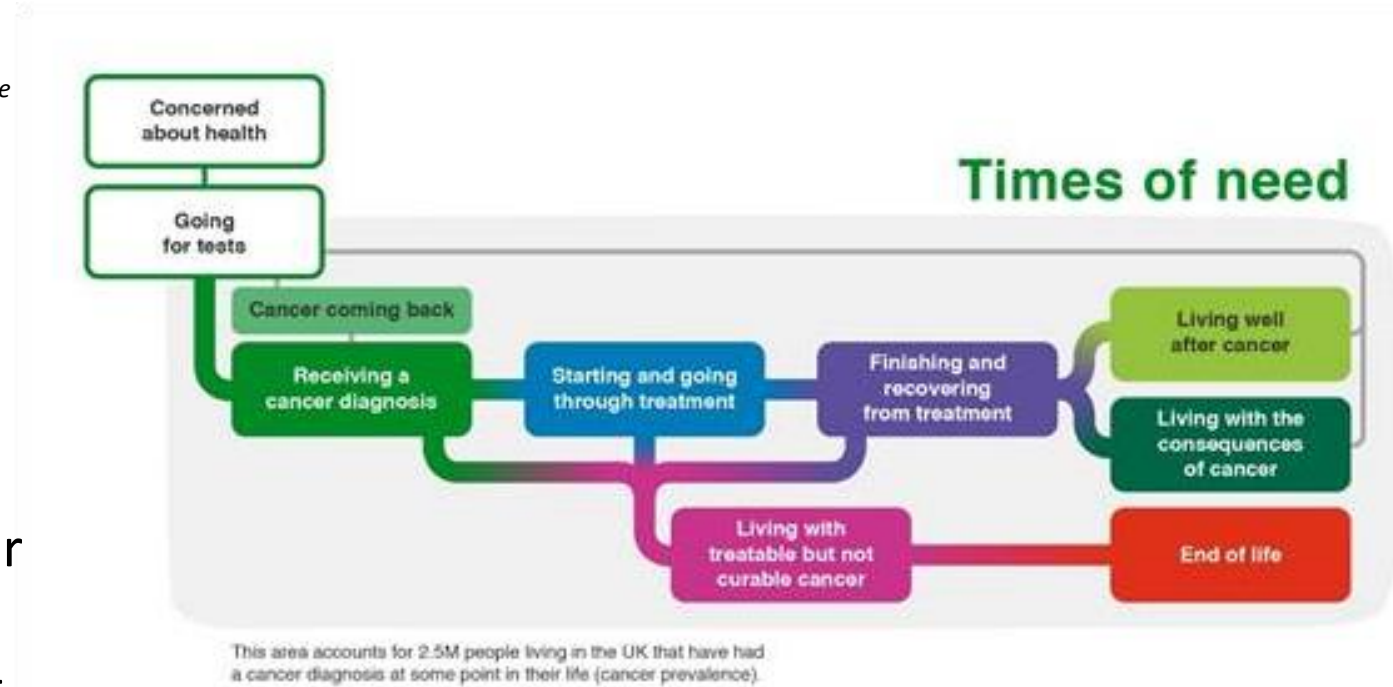 e
Concerned
about health
Times of need
Going
for tests
Cancer coming back
Receiving a
cancer diagnosis
Starting and going
through treatment
Finishing and
recovering
from treatment
Living well
after cancer
Living with the
consequences
of cancer
r
Living with
treatable but not
curable cancer
End of life
This area accounts for 2.5M people living in the UK that have had
a cancer diagnosis at some point in their life (cancer prevalence).